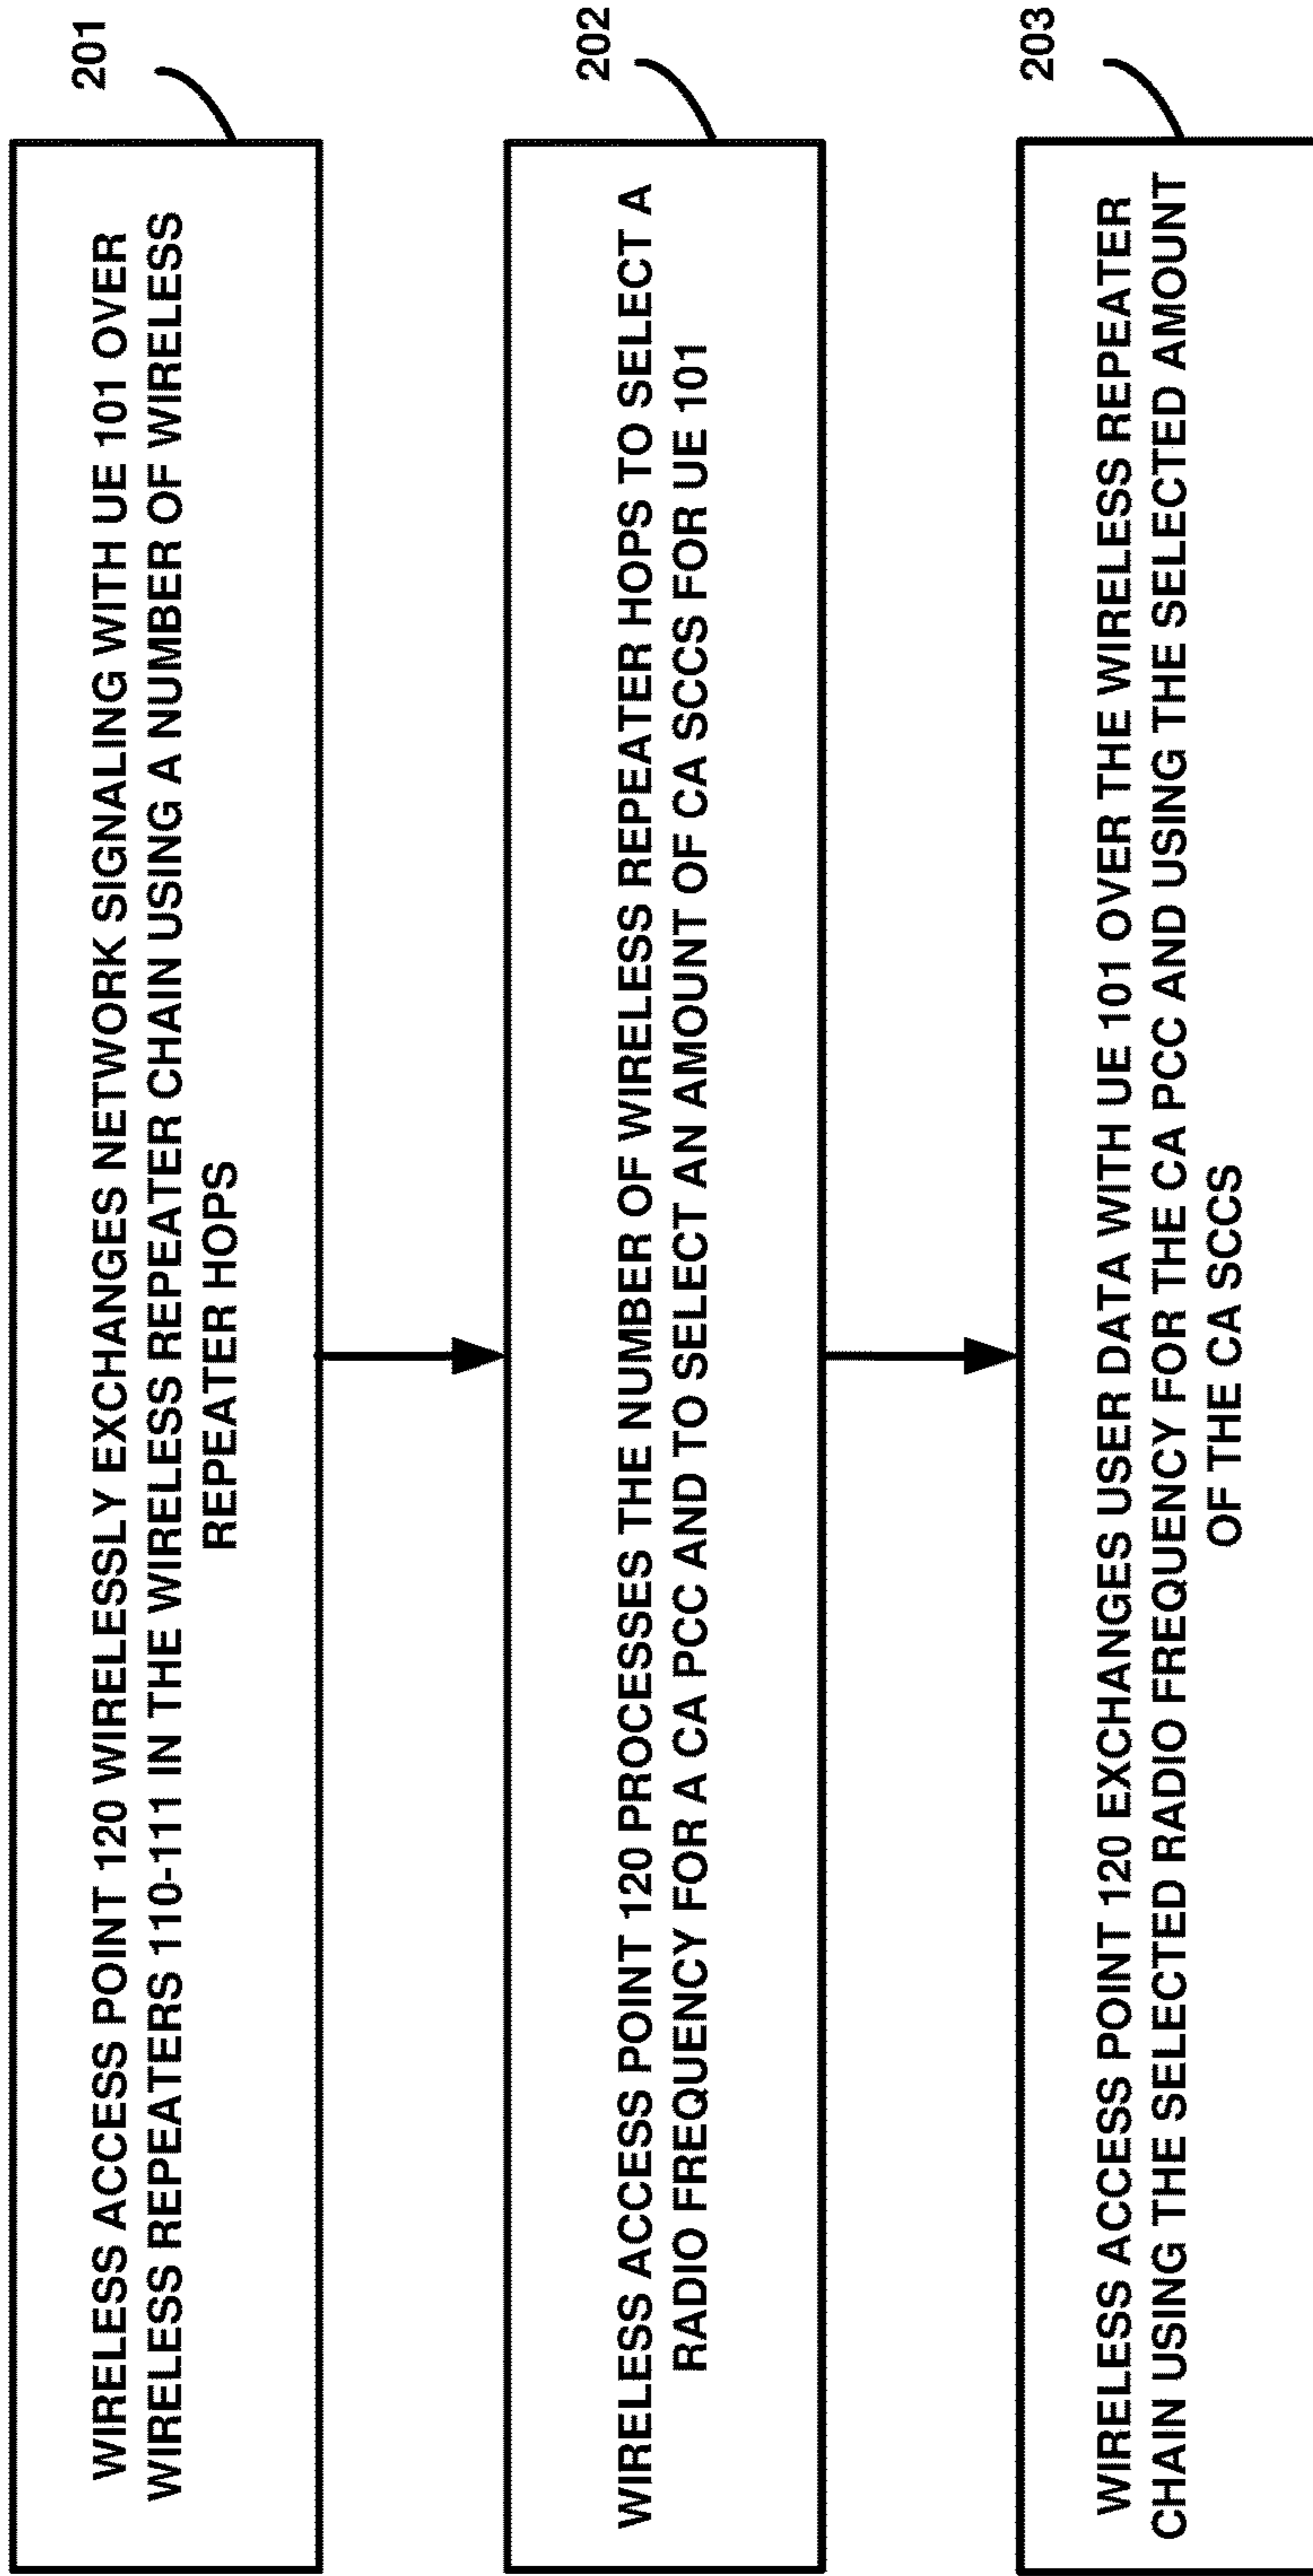 201
WIRELESS ACCESS POINT 120 WIRELESSLY EXCHANGES NETWORK SIGNALING WITH UE 101 OVER
WIRELESS REPEATERS 110-111 IN THE WIRELESS REPEATER CHAIN USING A NUMBER OF WIRELESS
REPEATER HOPS
202
WIRELESS ACCESS POINT 120 PROCESSES THE NUMBER OF WIRELESS REPEATER HOPS TO SELECT A
RADIO FREQUENCY FOR A CA PCC AND TO SELECT AN AMOUNT OF CA SCCS FOR UE 101
203
WIRELESS ACCESS POINT 120 EXCHANGES USER DATA WITH UE 101 OVER THE WIRELESS REPEATER
CHAIN USING THE SELECTED RADIO FREQUENCY FOR THE CA PCC AND USING THE SELECTED AMOUNT
OF THE CA SCCS